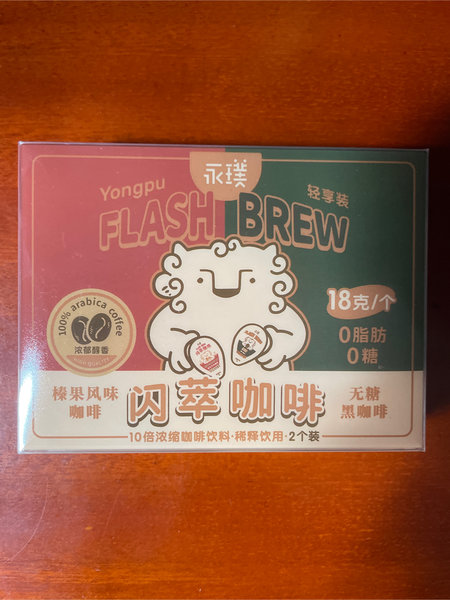 永璞
Yongpu
轻享装
FLASH BREW
18克/个
0脂肪
0糖
100% arabica coffee
浓郁醇香
榛果风味
咖啡
闪萃咖啡
无糖
黑咖啡
10倍浓缩咖啡饮料·稀释饮用·2个装